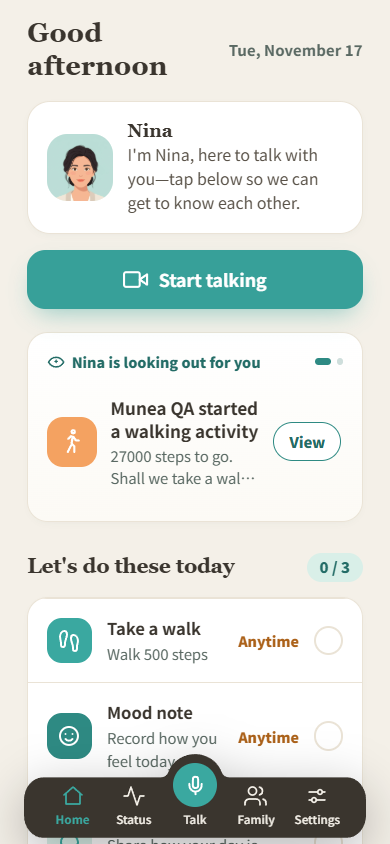 Good
afternoon
Tue, November 17
Nina
I'm Nina, here to talk with
you—tap below so we can
get to know each other.
Start talking
Nina is looking out for you
Munea QA started
a walking activity
27000 steps to go.
Shall we take a wal···
View
Let's do these today
0 / 3
Take a walk
Walk 500 steps
Anytime
Mood note
Record how you
feel today
Anytime
Home
Status
Talk
Family
Settings